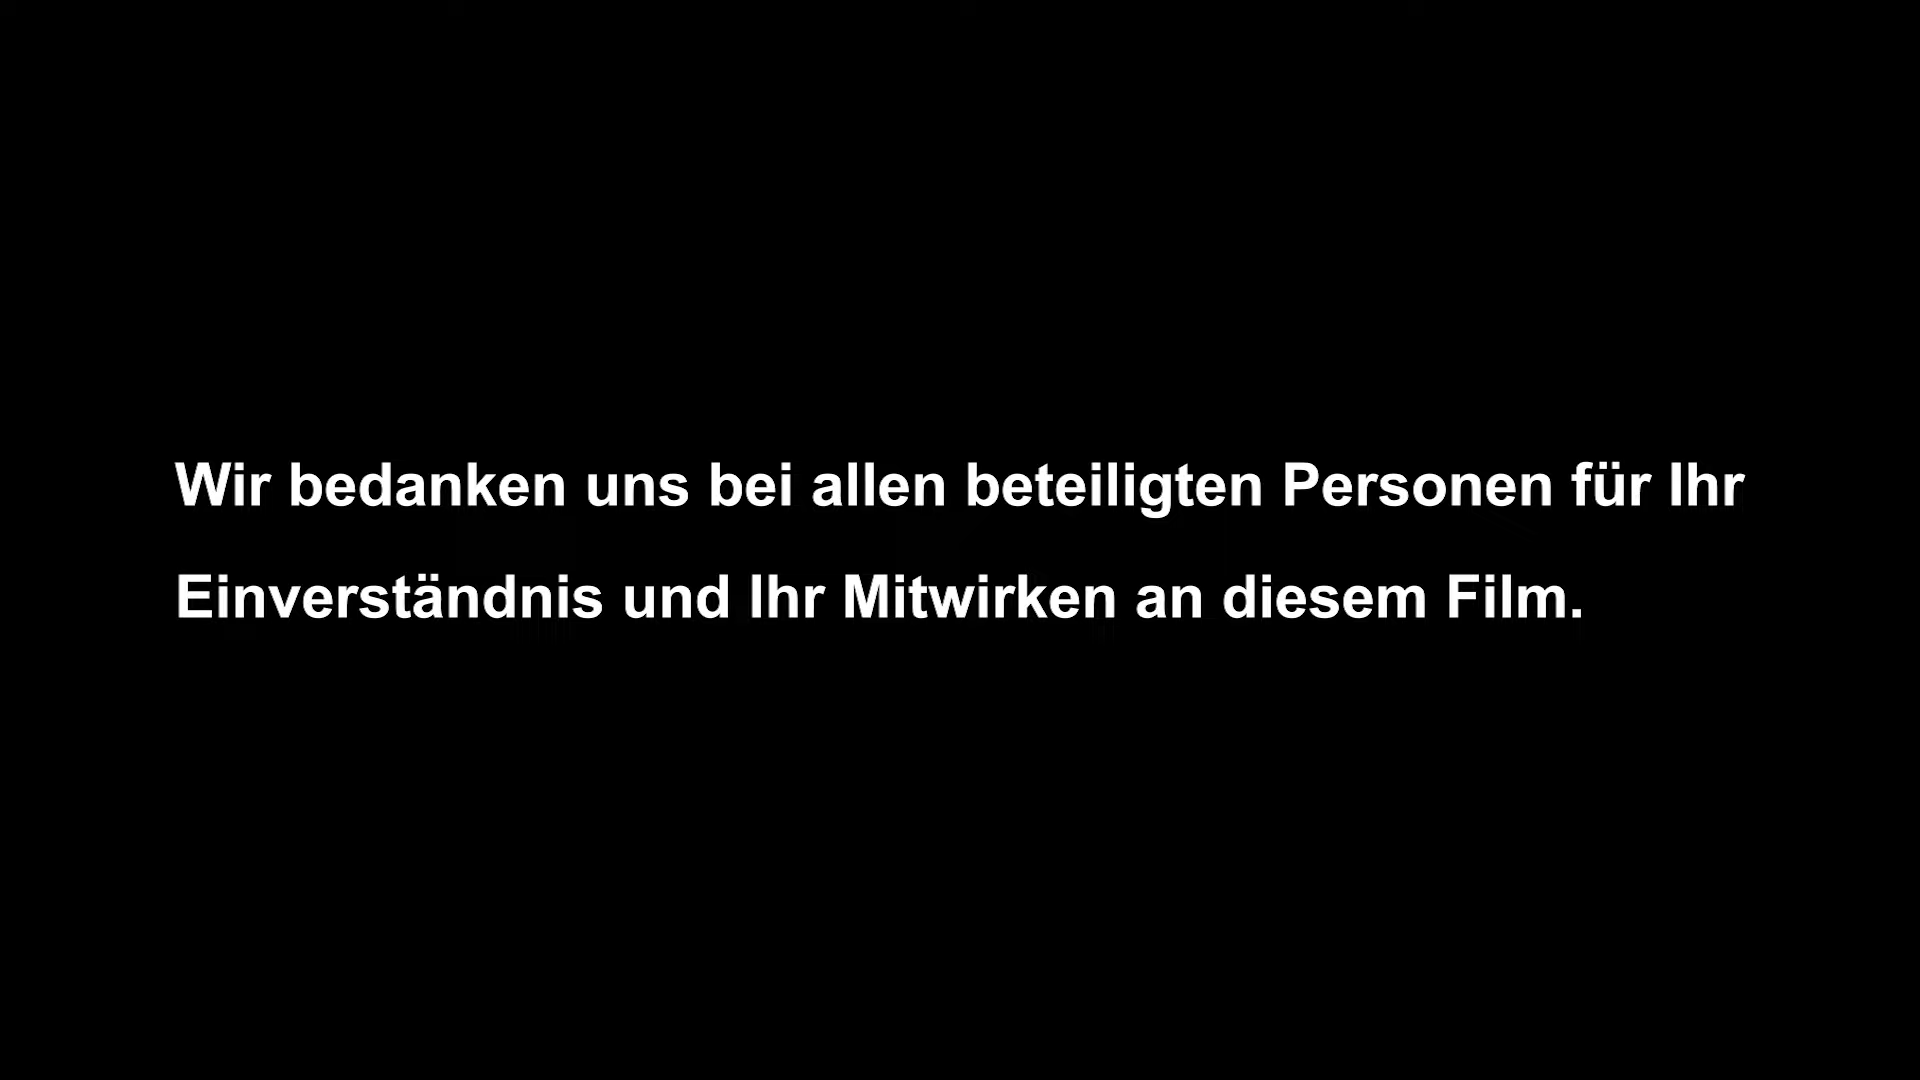 Wir bedanken uns bei allen beteiligten Personen für Ihr
Einverständnis und Ihr Mitwirken an diesem Film.